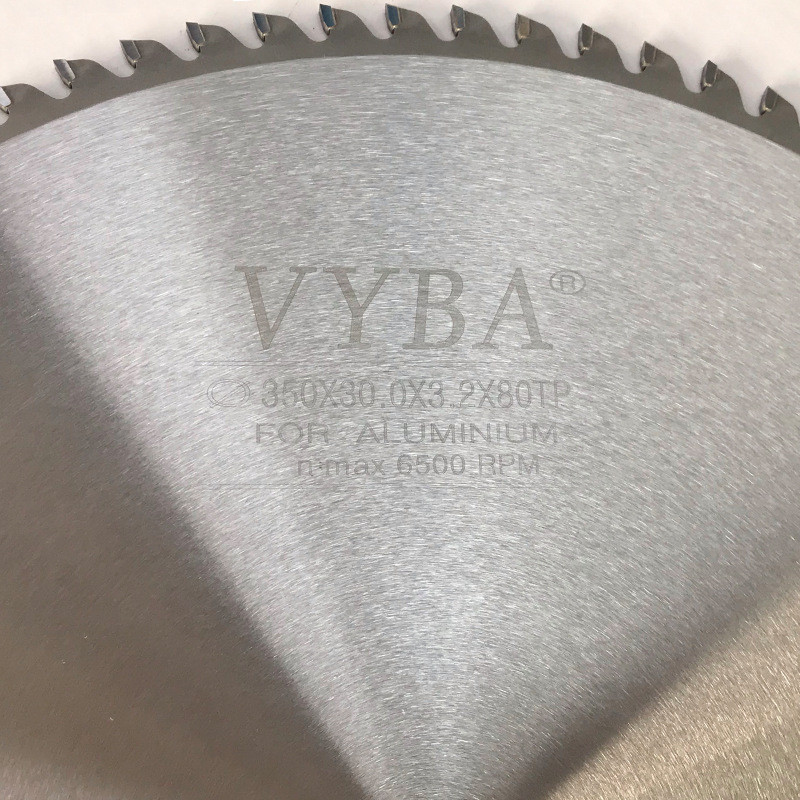 VYBA®
350X30.0X3.2X80TP
FOR ALUMINIUM
n·max 6500 RPM